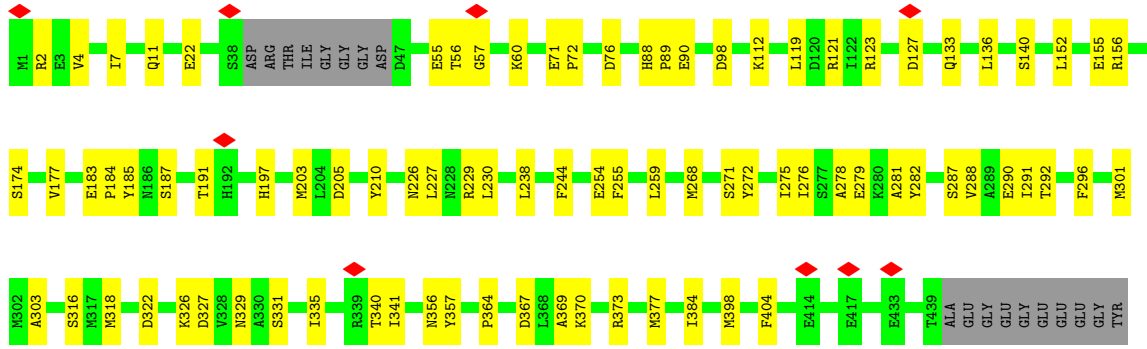 M1 R2 E3 V4 I7 Q11 E22 S38 ASP ARG THR ILE GLY GLY GLY ASP D47 E55 T56 G57 K60 E71 P72 D76 H88 P89 E90 D98 K112 L119 D120 R121 I122 R123 D127 Q133 L136 S140 L152 E155 R156
S174 V177 E183 P184 Y185 N186 S187 T191 H192 H197 M203 L204 D205 Y210 N226 L227 N228 R229 L230 L238 F244 E254 F255 L259 M268 S271 Y272 I275 I276 S277 A278 E279 K280 A281 Y282 S287 V288 A289 E290 I291 T292 F296 M301
M302 A303 S316 M317 M318 D322 K326 D327 V328 N329 A330 S331 I335 R339 T340 I341 N356 Y357 P364 D367 L368 A369 K370 R373 M377 I384 M398 F404 E414 E417 E433 T439 ALA GLU GLY GLU GLY GLU GLU GLU GLY TYR